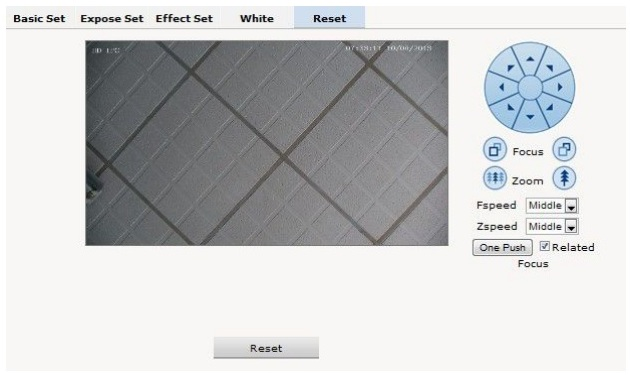 Basic Set Expose Set Effect Set White Reset
Focus
Zoom
Fspeed Middle
Zspeed Middle
One Push Related
Focus
Reset